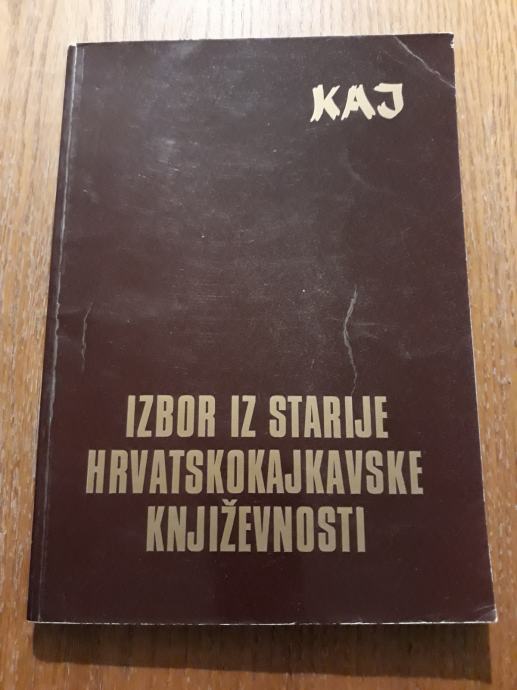 KAJ
IZBOR IZ STARIJE
HRVATSKOKAJKAVSKE
KNJIŽEVNOSTI